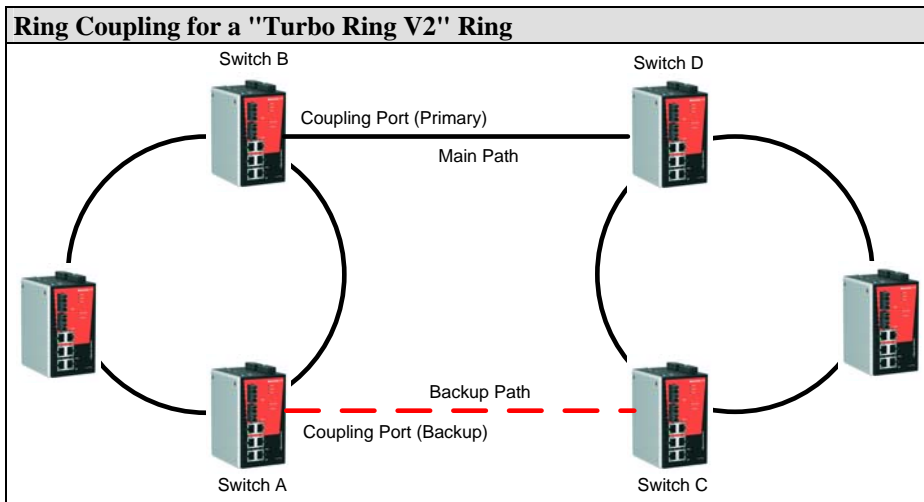 Ring Coupling for a "Turbo Ring V2" Ring
Switch B
Switch D
Coupling Port (Primary)
Main Path
Backup Path
Coupling Port (Backup)
Switch A
Switch C